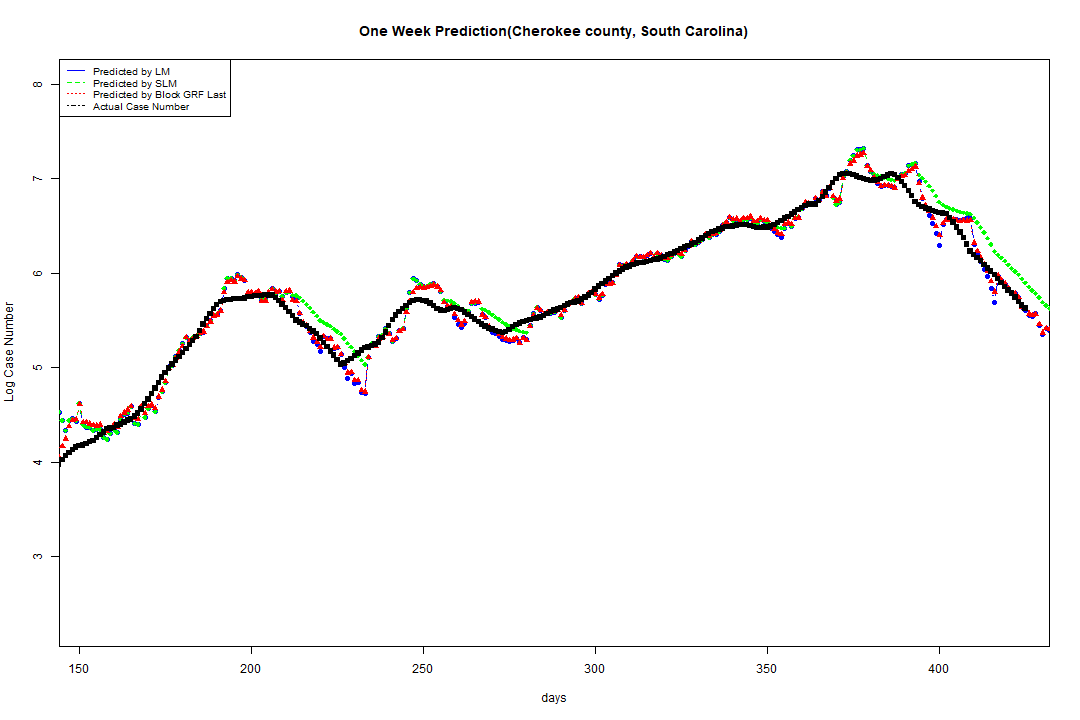 One Week Prediction(Cherokee county, South Carolina)
Predicted by LM
Predicted by SLM
Predicted by Block GRF Last
Actual Case Number
8
7
6
5
4
3
Log Case Number
150 200 250 300 350 400
days